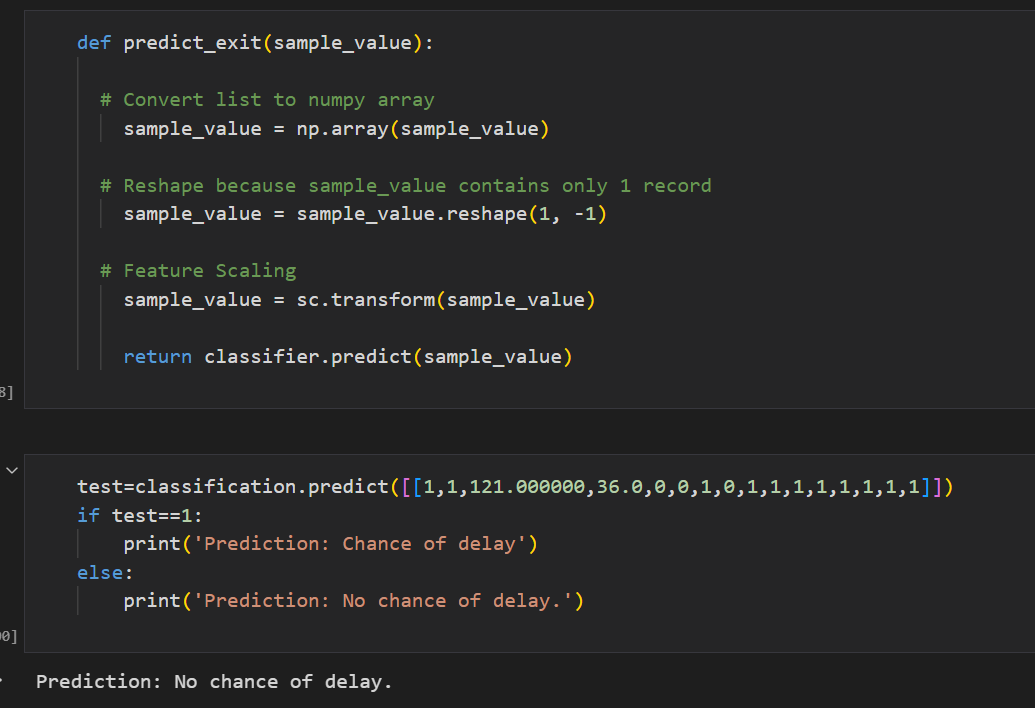 def predict_exit(sample_value):
# Convert list to numpy array
sample_value = np.array(sample_value)
# Reshape because sample_value contains only 1 record
sample_value = sample_value.reshape(1, -1)
# Feature Scaling
sample_value = sc.transform(sample_value)
return classifier.predict(sample_value)
8]
test=classification.predict([[1,1,121.000000,36.0,0,0,1,0,1,1,1,1,1,1,1,1]])
if test==1:
print('Prediction: Chance of delay')
else:
print('Prediction: No chance of delay.')
0]
Prediction: No chance of delay.